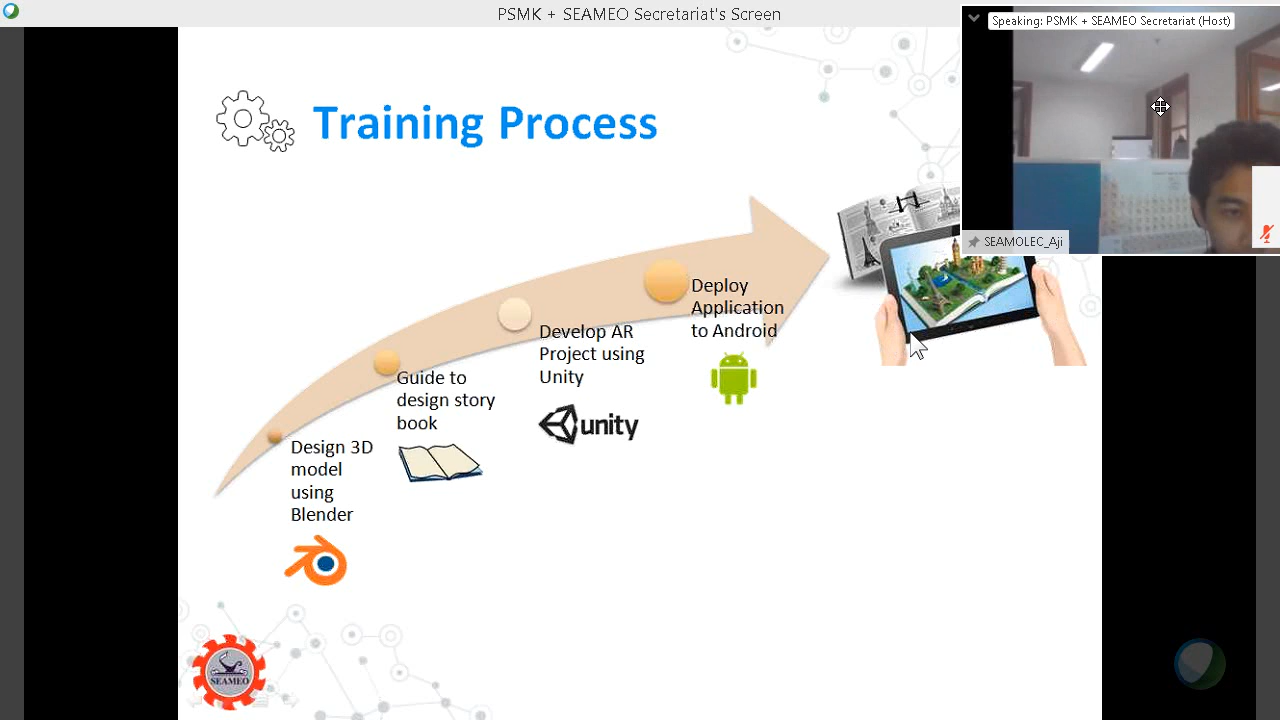 PSMK + SEAMEO Secretariat's Screen
Speaking: PSMK + SEAMEO Secretariat (Host)
SEAMOLEC_Aji
Training Process
Deploy
Application
to Android
Develop AR
Project using
Unity
unity
Guide to
design story
book
Design 3D
model
using
Blender
SEAMEO